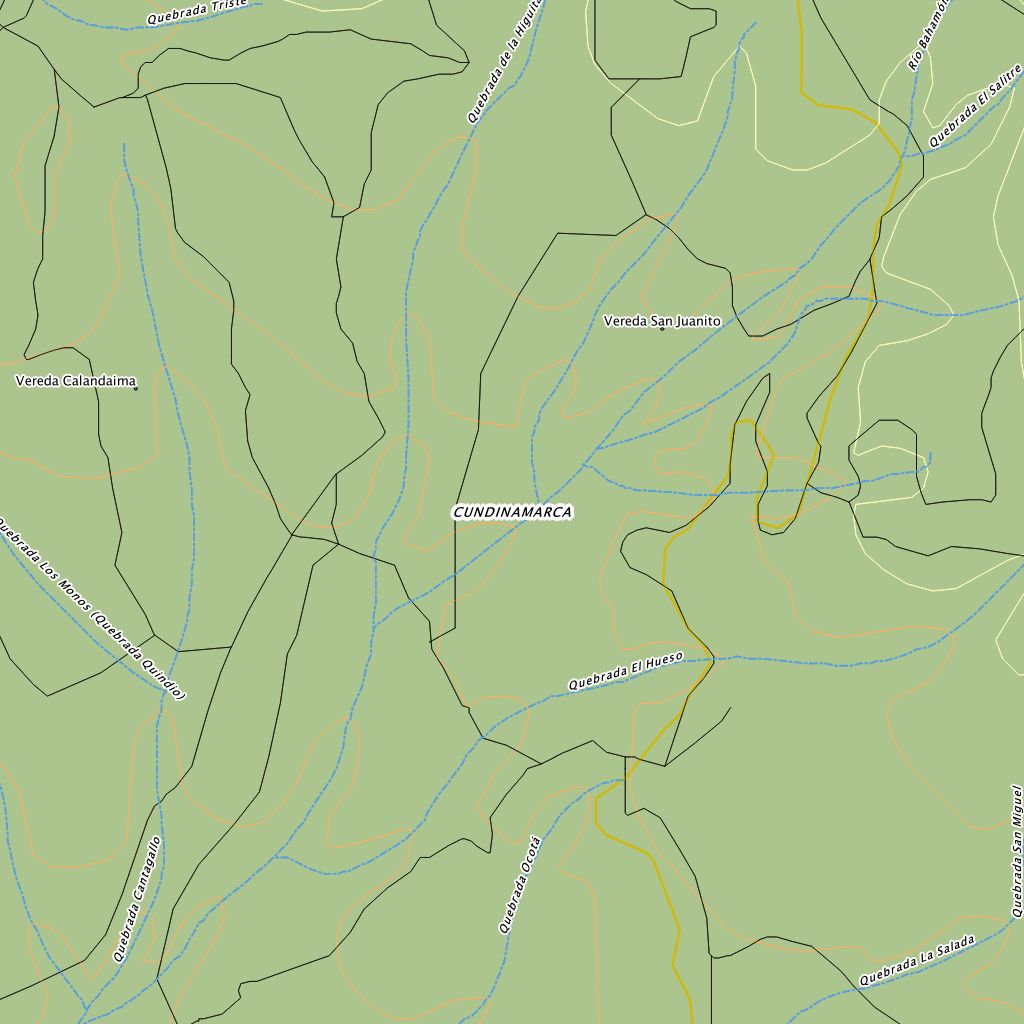 Quebrada Triste
Quebrada de la Higuita
Río Bahamón
Quebrada El Salitre
Vereda San Juanito
Vereda Calandaima
CUNDINAMARCA
Quebrada Los Monos (Quebrada Quindio)
Quebrada El Hueso
Quebrada San Miguel
Quebrada Cantagallo
Quebrada Ocotá
Quebrada La Salada